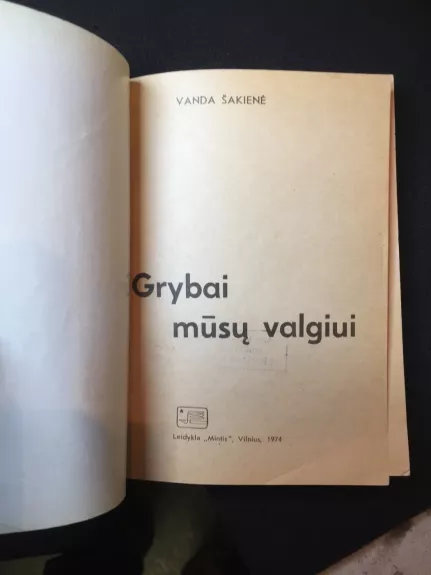 VANDA ŠAKIENĖ
Grybai
mūsų valgiui
Leidykla „Mintis", Vilnius, 1974